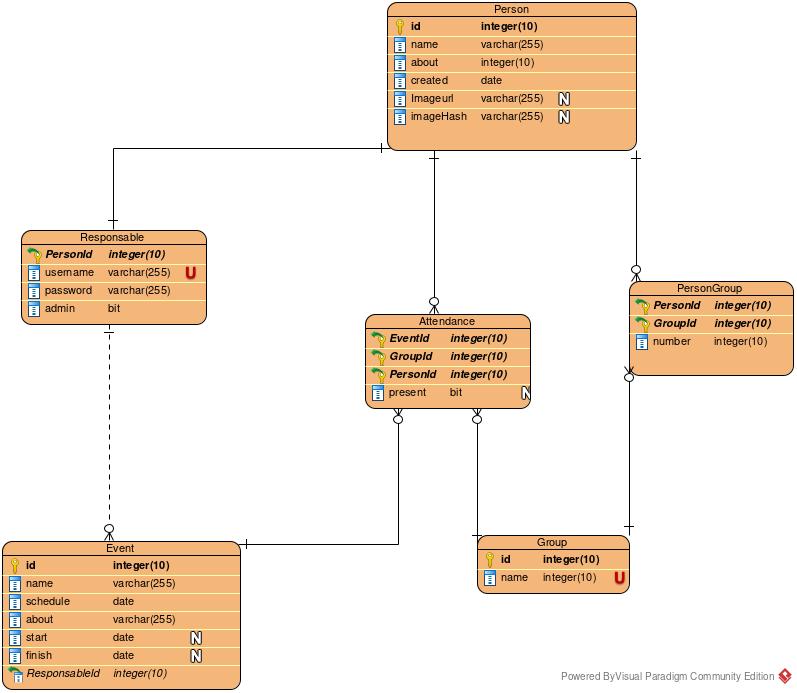 Person
id integer(10)
name varchar(255)
about integer(10)
created date
Imageurl varchar(255) N
imageHash varchar(255) N
Responsable
PersonId integer(10)
username varchar(255) U
password varchar(255)
admin bit
PersonGroup
PersonId integer(10)
GroupId integer(10)
number integer(10)
Attendance
EventId integer(10)
GroupId integer(10)
PersonId integer(10)
present bit N
Event
id integer(10)
name varchar(255)
schedule date
about varchar(255)
start date N
finish date N
ResponsableId integer(10)
Group
id integer(10)
name integer(10) U
Powered ByVisual Paradigm Community Edition